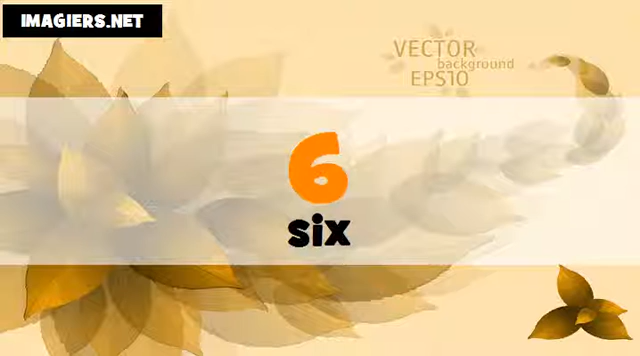 IMAGIERS.NET
VECTOR
background
EPS10
6
six